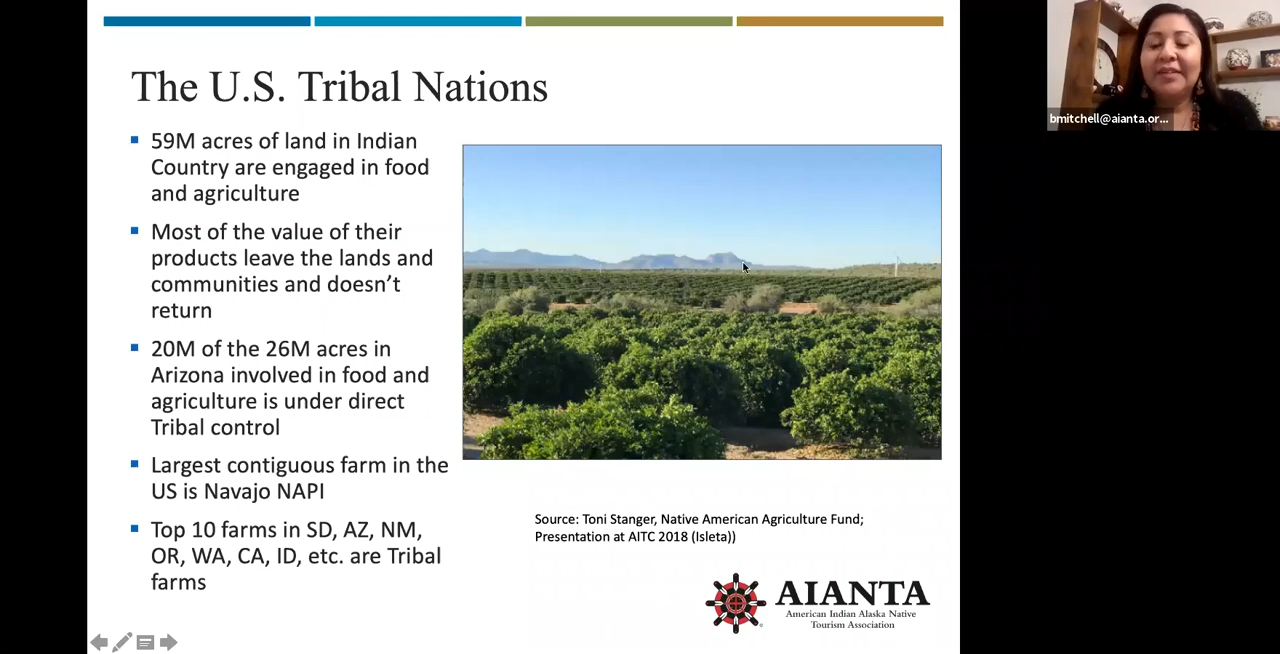 The U.S. Tribal Nations
59M acres of land in Indian
Country are engaged in food
and agriculture
Most of the value of their
products leave the lands and
communities and doesn't
return
20M of the 26M acres in
Arizona involved in food and
agriculture is under direct
Tribal control
Largest contiguous farm in the
US is Navajo NAPI
Top 10 farms in SD, AZ, NM,
OR, WA, CA, ID, etc. are Tribal
farms
Source: Toni Stanger, Native American Agriculture Fund;
Presentation at AITC 2018 (Isleta))
AIANTA
American Indian Alaska Native
Tourism Association
bmitchell@aianta.or...